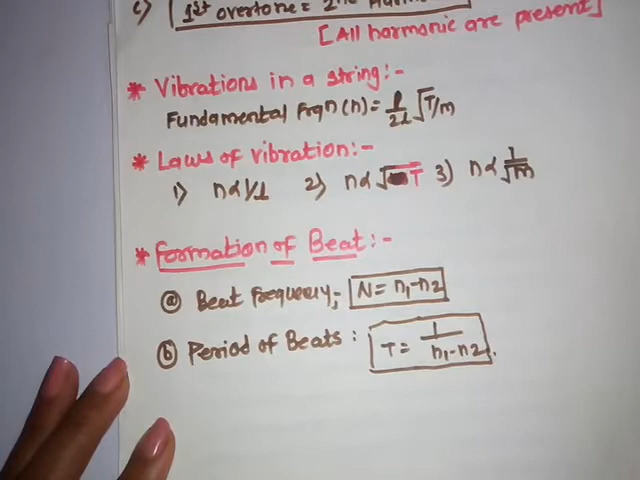 c) 1st overtone = 2nd
[All harmonic are present]
* Vibrations in a string:-
Fundamental Frqn (n) = 1/2l √T/m
* Laws of vibration:-
1) n∝1/L 2) n∝√T 3) n∝1/√m
* Formation of Beat:-
ⓐ Beat frequency:- N = n₁-n₂
ⓑ Period of Beats : T = 1/n₁-n₂.